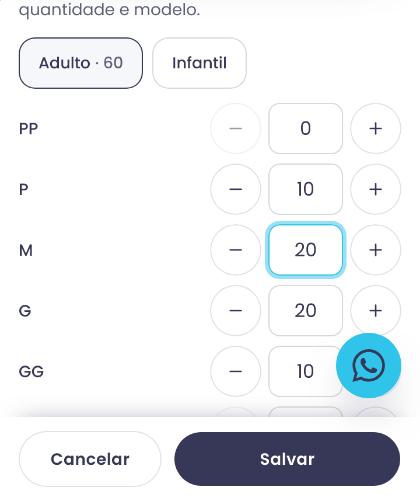 quantidade e modelo.
Adulto · 60 Infantil
PP − 0 +
P − 10 +
M − 20 +
G − 20 +
GG − 10
Cancelar Salvar